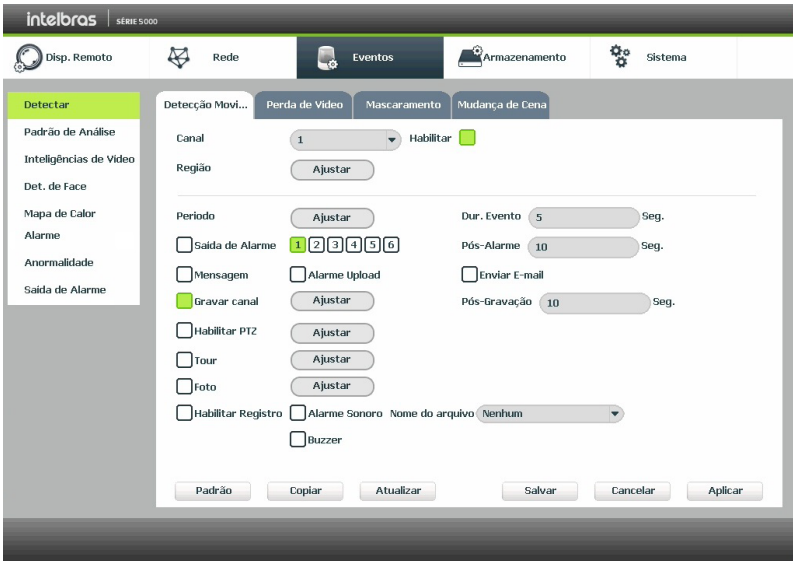 intelbras SÉRIE 5000
Disp. Remoto Rede Eventos Armazenamento Sistema
Detectar
Padrão de Análise
Inteligências de Vídeo
Det. de Face
Mapa de Calor
Alarme
Anormalidade
Saída de Alarme
Detecção Movi... Perda de Vídeo Mascaramento Mudança de Cena
Canal 1 Habilitar
Região Ajustar
Periodo Ajustar Dur. Evento 5 Seg.
Saída de Alarme 1 2 3 4 5 6 Pós-Alarme 10 Seg.
Mensagem Alarme Upload Enviar E-mail
Gravar canal Ajustar Pós-Gravação 10 Seg.
Habilitar PTZ Ajustar
Tour Ajustar
Foto Ajustar
Habilitar Registro Alarme Sonoro Nome do arquivo Nenhum
Buzzer
Padrão Copiar Atualizar Salvar Cancelar Aplicar